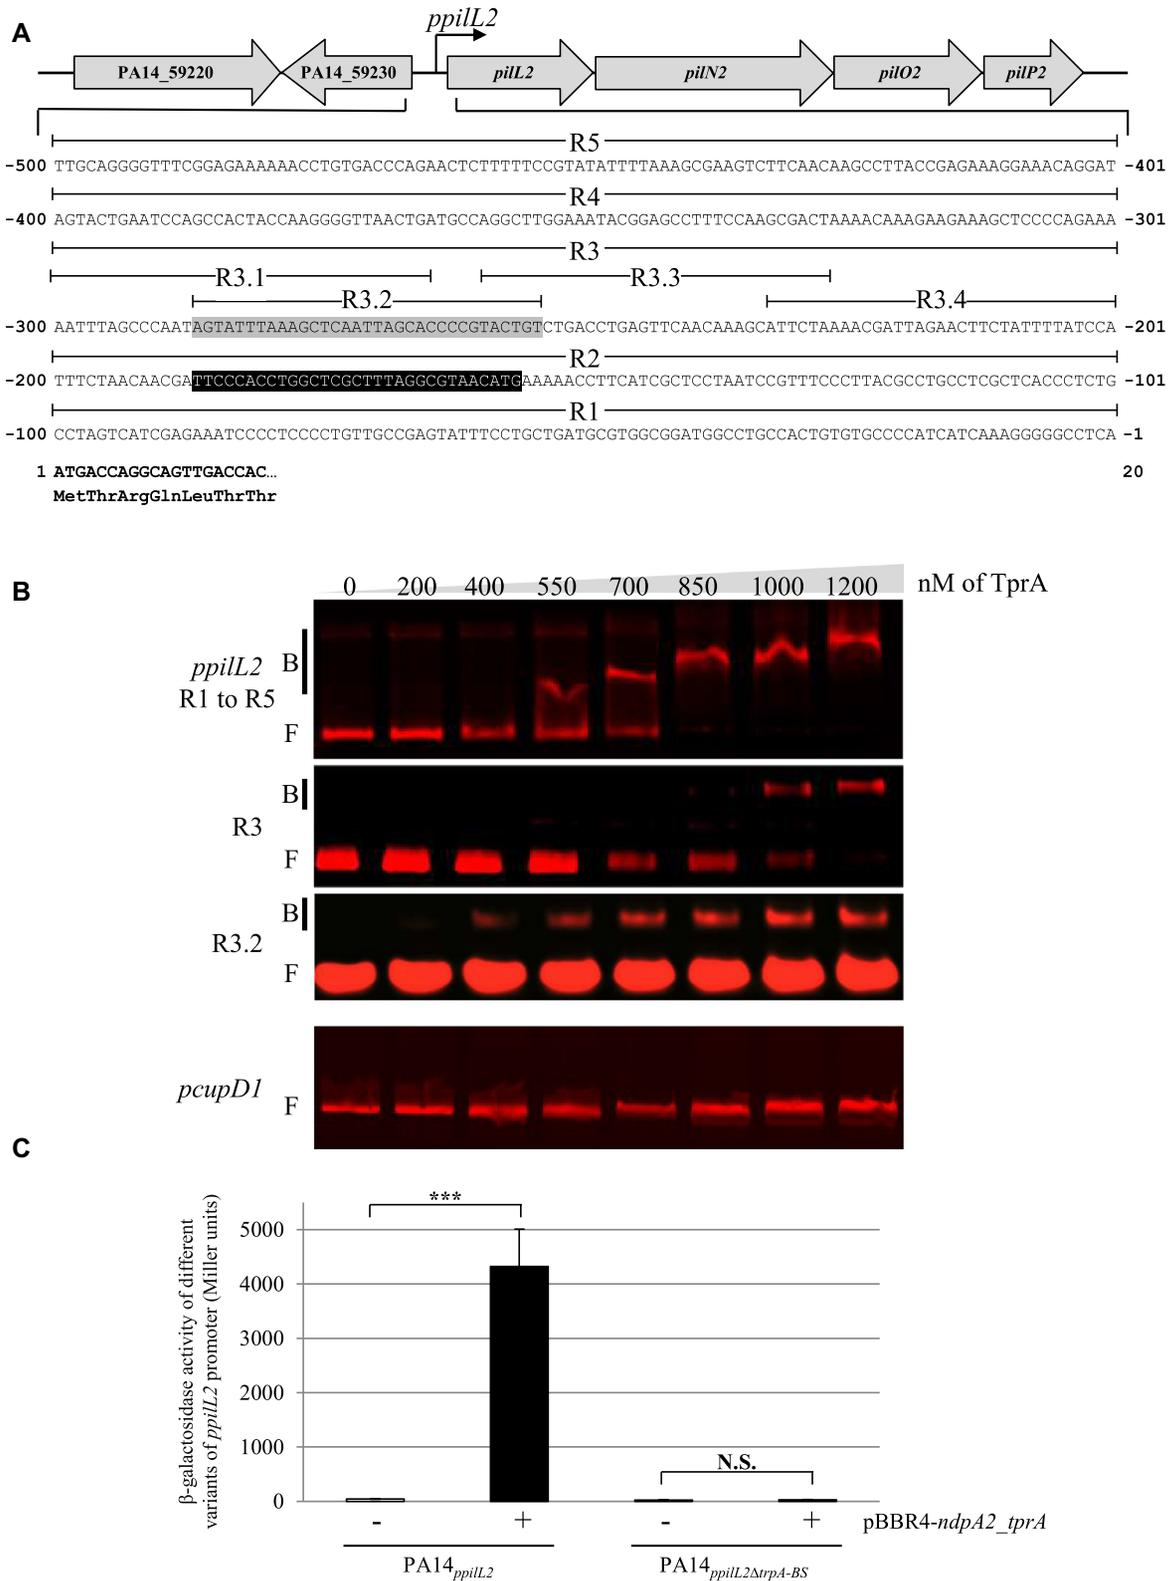 A
ppilL2
PA14_59220 PA14_59230 pilL2 pilN2 pilO2 pilP2
R5
-500 TTGCAGGGGTTTCGGAGAAAAAACCTGTGACCCAGAACTCTTTTTCCGTATATTTTAAAGCGAAGTCTTCAACAAGCCTTACCGAGAAAGGAAACAGGAT -401
R4
-400 AGTACTGAATCCAGCCACTACCAAGGGGTTAACTGATGCCAGGCTTGGAAATACGGAGCCTTTCCAAGCGACTAAAACAAAGAAGAAAGCTCCCCAGAAA -301
R3
R3.1 R3.3
R3.2 R3.4
-300 AATTTAGCCCAATAGTATTTAAAGCTCAATTAGCACCCCGTACTGTCTGACCTGAGTTCAACAAAGCATTCTAAAACGATTAGAACTTCTATTTTATCCA -201
R2
-200 TTTCTAACAACGATTCCCACCTGGCTCGCTTTAGGCGTAACATGAAAAACCTTCATCGCTCCTAATCCGTTTCCCTTACGCCTGCCTCGCTCACCCTCTG -101
R1
-100 CCTAGTCATCGAGAAATCCCCTCCCCTGTTGCCGAGTATTTCCTGCTGATGCGTGGCGGATGGCCTGCCACTGTGTGCCCCATCATCAAAGGGGGCCTCA -1
1 ATGACCAGGCAGTTGACCAC... 20
MetThrArgGlnLeuThrThr
B
0 200 400 550 700 850 1000 1200 nM of TprA
ppilL2
R1 to R5
B
F
B
R3
F
B
R3.2
F
pcupD1 F
C
β-galactosidase activity of different
variants of ppilL2 promoter (Miller units)
5000
4000
3000
2000
1000
0
***
N.S.
- + - + pBBR4-ndpA2_tprA
PA14ppilL2 PA14ppilL2ΔtrpA-BS